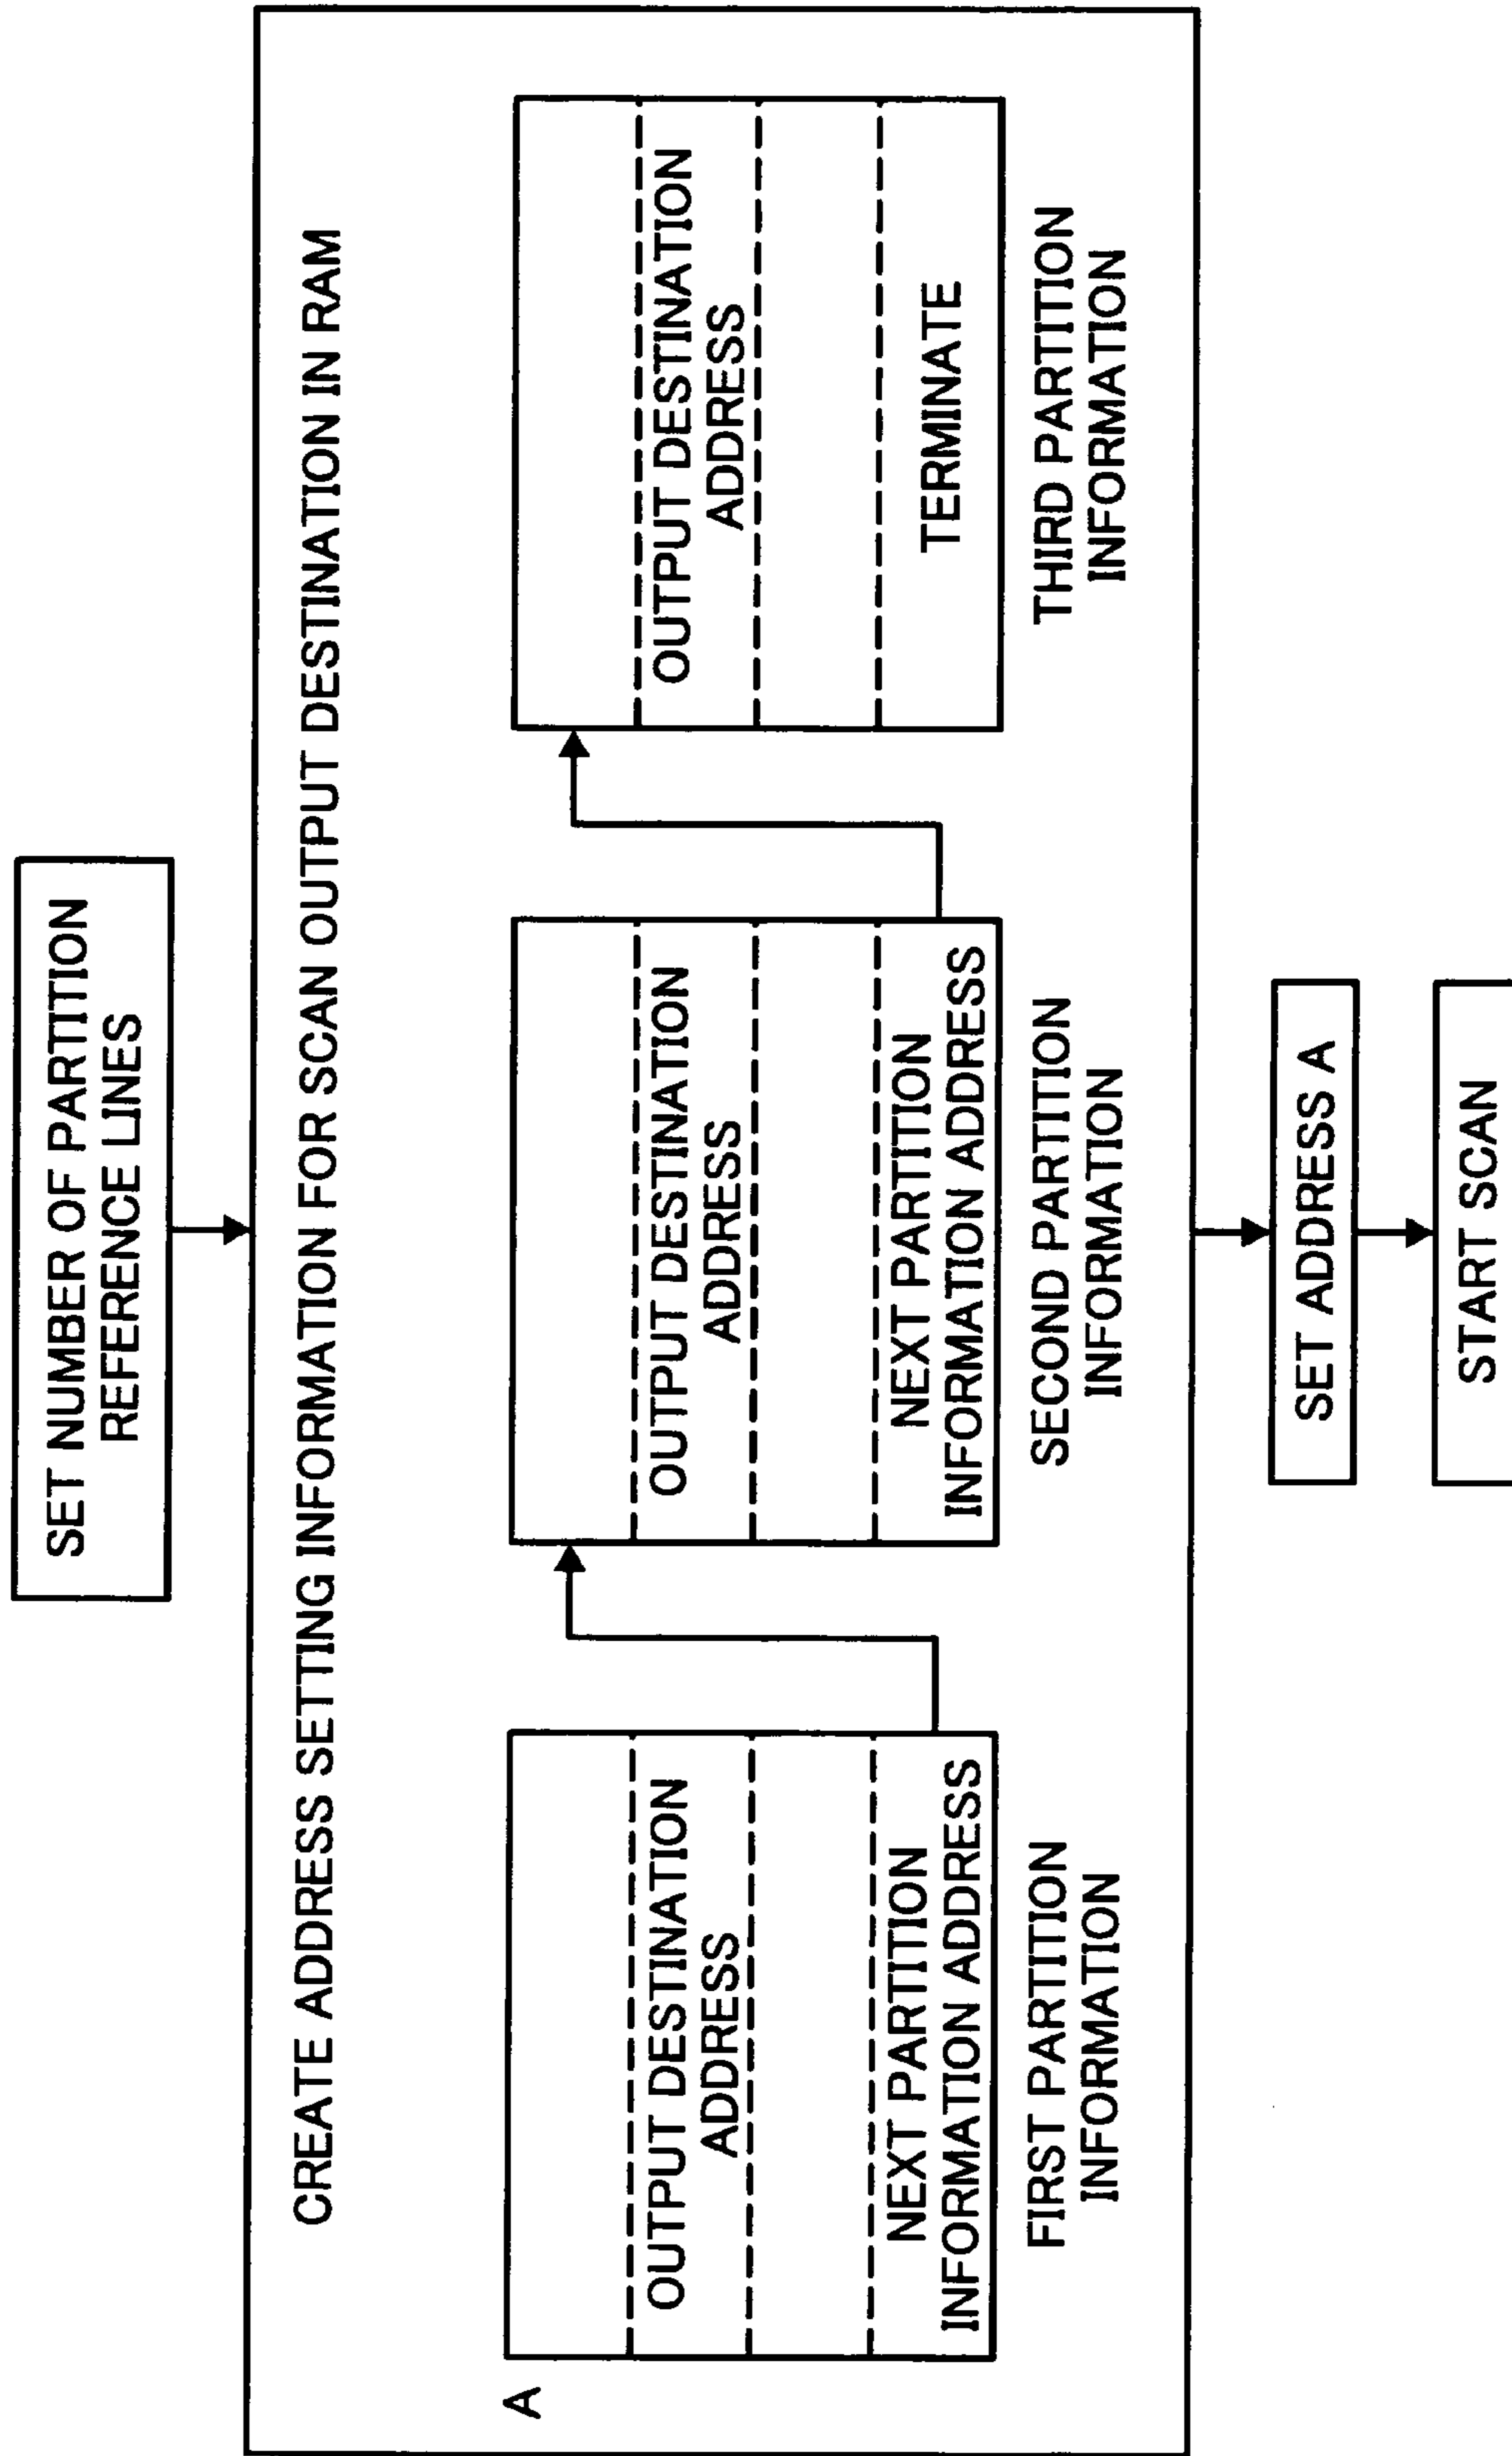 SET NUMBER OF PARTITION
REFERENCE LINES
CREATE ADDRESS SETTING INFORMATION FOR SCAN OUTPUT DESTINATION IN RAM
A
OUTPUT DESTINATION
ADDRESS
NEXT PARTITION
INFORMATION ADDRESS
FIRST PARTITION
INFORMATION
OUTPUT DESTINATION
ADDRESS
NEXT PARTITION
INFORMATION ADDRESS
SECOND PARTITION
INFORMATION
OUTPUT DESTINATION
ADDRESS
TERMINATE
THIRD PARTITION
INFORMATION
SET ADDRESS A
START SCAN